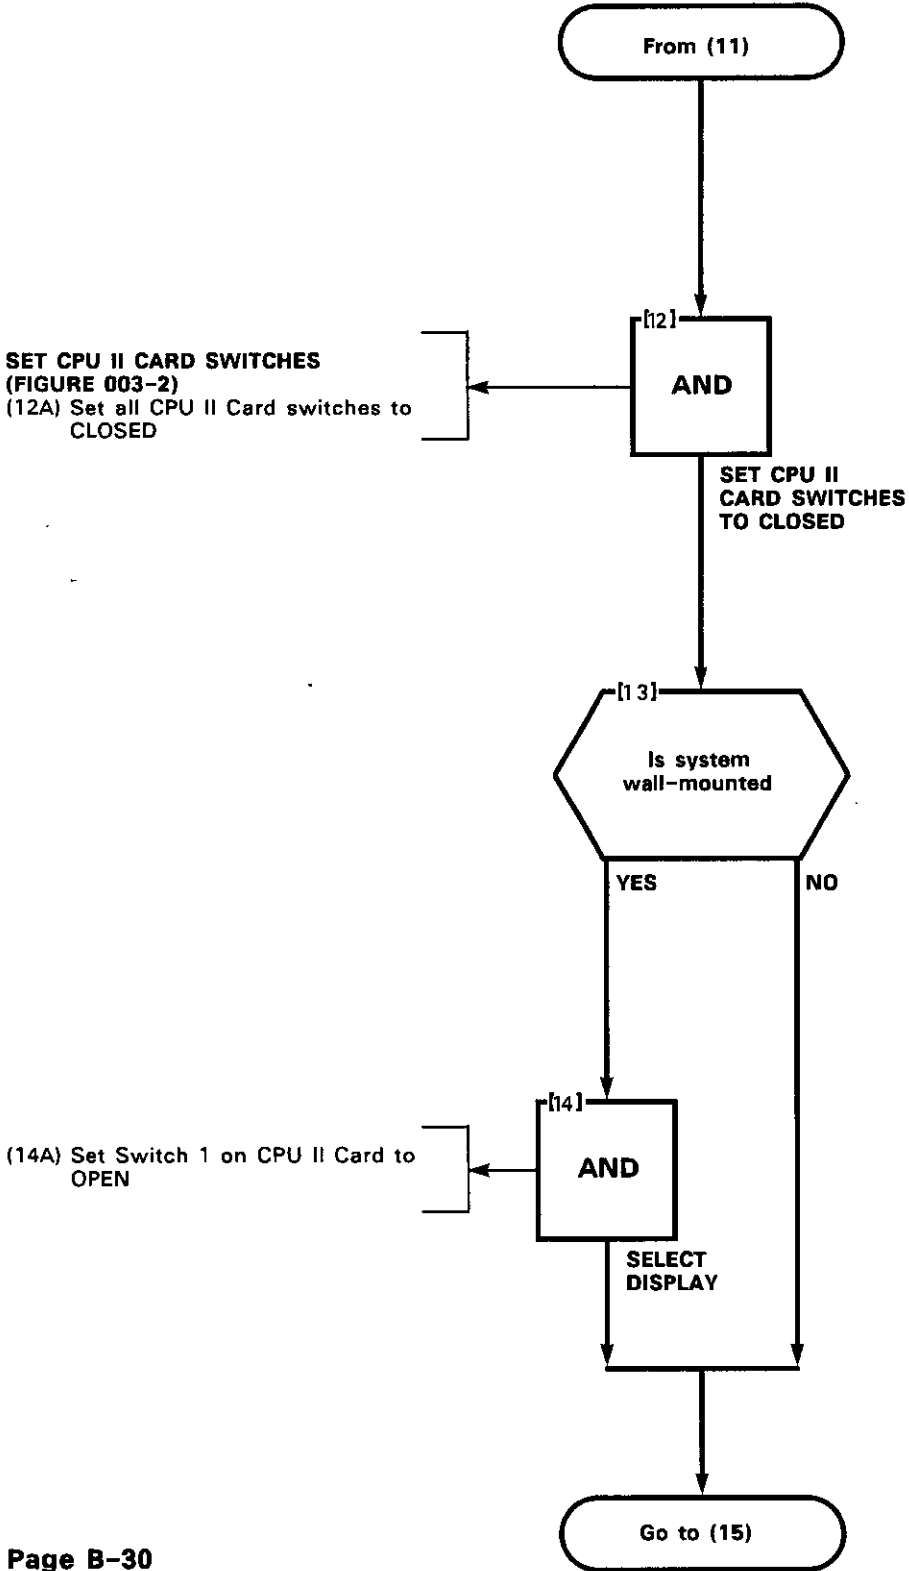 From (11)
[12]
AND
SET CPU II CARD SWITCHES
(FIGURE 003-2)
(12A) Set all CPU II Card switches to
CLOSED
SET CPU II
CARD SWITCHES
TO CLOSED
[13]
Is system
wall-mounted
YES
NO
[14]
AND
(14A) Set Switch 1 on CPU II Card to
OPEN
SELECT
DISPLAY
Go to (15)
Page B-30